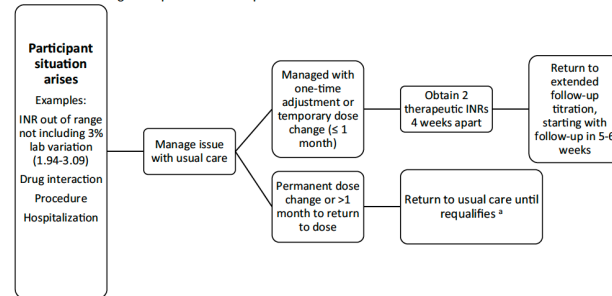 Participant
situation
arises
Examples:
INR out of range
not including 3%
lab variation
(1.94-3.09)
Drug interaction
Procedure
Hospitalization
Manage issue
with usual care
Managed with
one-time
adjustment or
temporary dose
change (≤ 1
month)
Obtain 2
therapeutic INRs
4 weeks apart
Return to
extended
follow-up
titration,
starting with
follow-up in 5-6
weeks
Permanent dose
change or >1
month to return
to dose
Return to usual care until
requalifies a